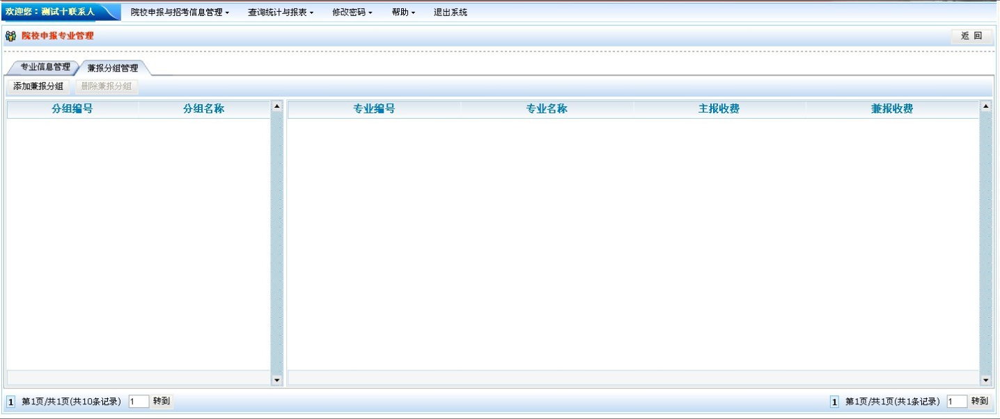 欢迎您：测试十联系人 院校申报与招考信息管理 查询统计与报表 修改密码 帮助 退出系统
院校申报专业管理 返 回
专业信息管理 兼报分组管理
添加兼报分组 删除兼报分组
分组编号 分组名称 专业编号 专业名称 主报收费 兼报收费
1 第1页/共1页(共10条记录) 1 转到 1 第1页/共1页(共1条记录) 1 转到